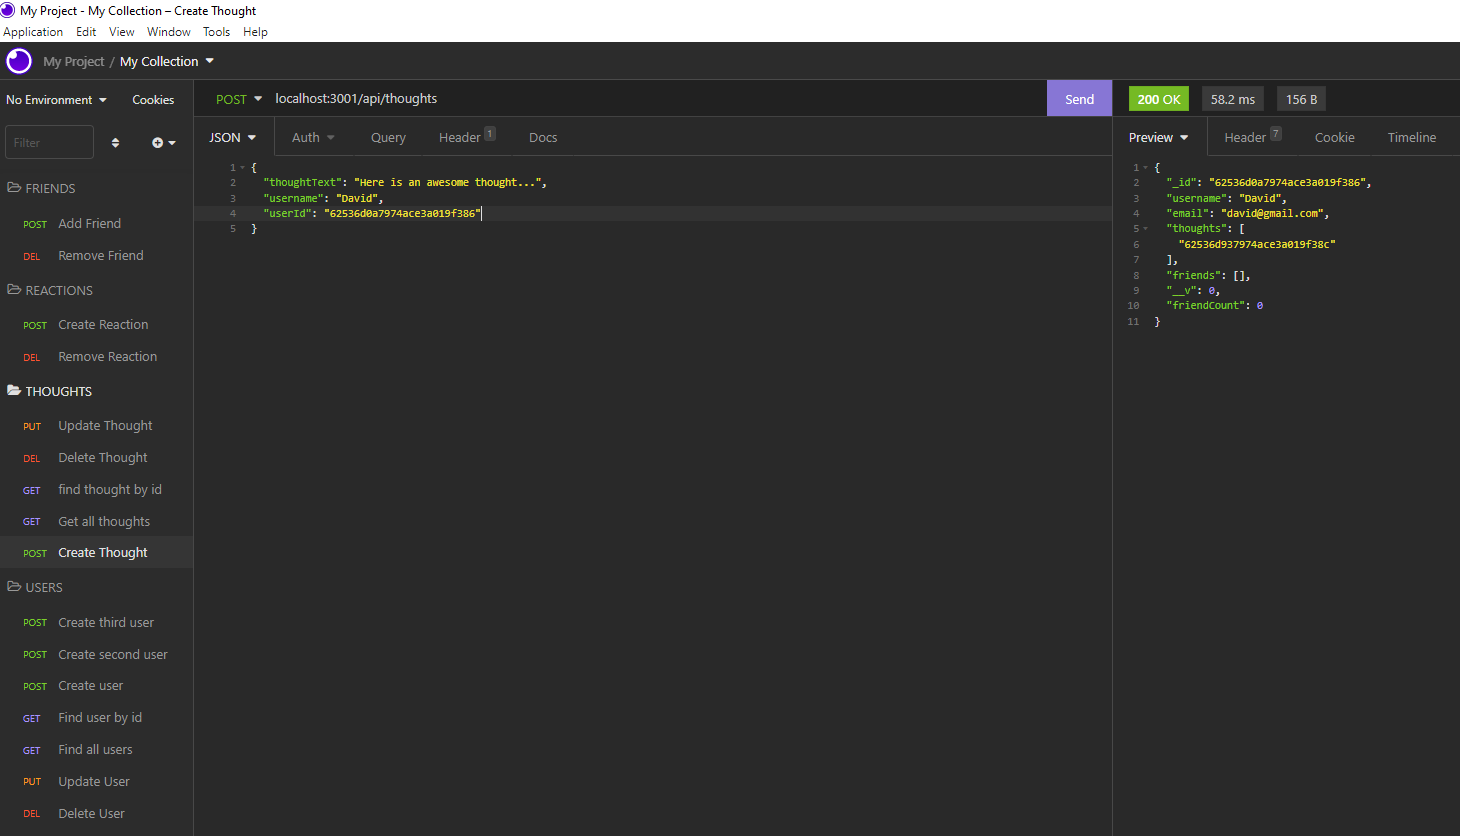 My Project - My Collection – Create Thought
Application Edit View Window Tools Help
My Project / My Collection
No Environment Cookies
Filter
FRIENDS
POST Add Friend
DEL Remove Friend
REACTIONS
POST Create Reaction
DEL Remove Reaction
THOUGHTS
PUT Update Thought
DEL Delete Thought
GET find thought by id
GET Get all thoughts
POST Create Thought
USERS
POST Create third user
POST Create second user
POST Create user
GET Find user by id
GET Find all users
PUT Update User
DEL Delete User
POST localhost:3001/api/thoughts Send
JSON Auth Query Header 1 Docs
1 {
2 "thoughtText": "Here is an awesome thought...",
3 "username": "David",
4 "userId": "62536d0a7974ace3a019f386"
5 }
200 OK 58.2 ms 156 B
Preview Header 7 Cookie Timeline
1 {
2 "_id": "62536d0a7974ace3a019f386",
3 "username": "David",
4 "email": "david@gmail.com",
5 "thoughts": [
6 "62536d937974ace3a019f38c"
7 ],
8 "friends": [],
9 "__v": 0,
10 "friendCount": 0
11 }